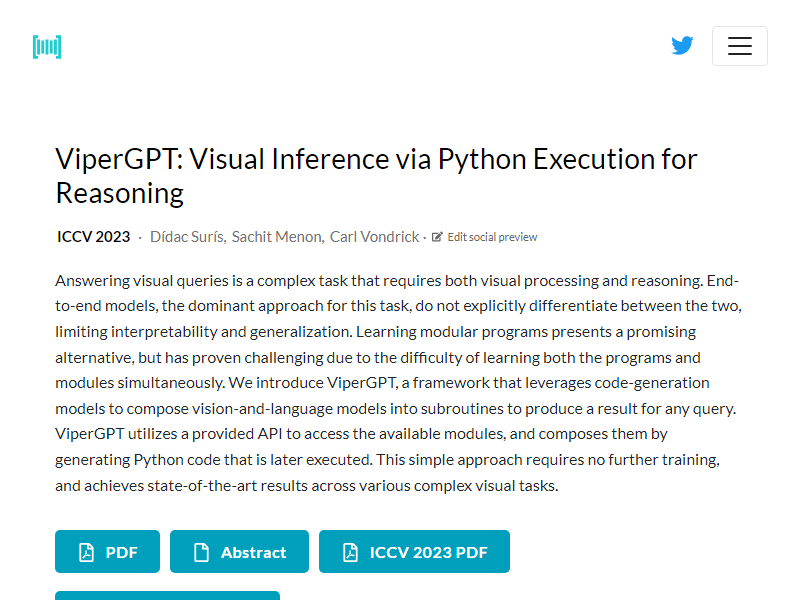 ViperGPT: Visual Inference via Python Execution for
Reasoning
ICCV 2023 · Dídac Surís, Sachit Menon, Carl Vondrick · Edit social preview
Answering visual queries is a complex task that requires both visual processing and reasoning. End-
to-end models, the dominant approach for this task, do not explicitly differentiate between the two,
limiting interpretability and generalization. Learning modular programs presents a promising
alternative, but has proven challenging due to the difficulty of learning both the programs and
modules simultaneously. We introduce ViperGPT, a framework that leverages code-generation
models to compose vision-and-language models into subroutines to produce a result for any query.
ViperGPT utilizes a provided API to access the available modules, and composes them by
generating Python code that is later executed. This simple approach requires no further training,
and achieves state-of-the-art results across various complex visual tasks.
PDF Abstract ICCV 2023 PDF